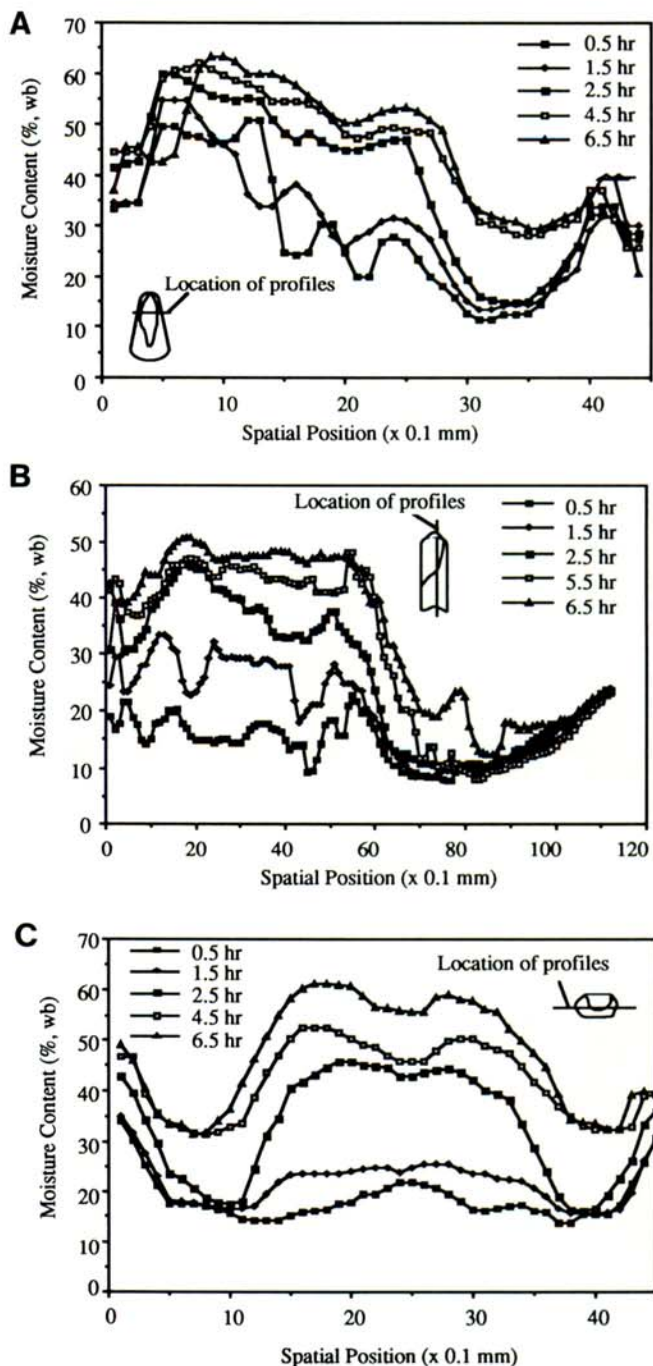 A
70
60
50
40
30
20
10
0
Moisture Content (%, wb)
0.5 hr
1.5 hr
2.5 hr
4.5 hr
6.5 hr
Location of profiles
0 10 20 30 40
Spatial Position (x 0.1 mm)
B
60
50
40
30
20
10
0
Moisture Content (%, wb)
Location of profiles
0.5 hr
1.5 hr
2.5 hr
5.5 hr
6.5 hr
0 20 40 60 80 100 120
Spatial Position (x 0.1 mm)
C
70
60
50
40
30
20
10
0
Moisture Content (%, wb)
0.5 hr
1.5 hr
2.5 hr
4.5 hr
6.5 hr
Location of profiles
0 10 20 30 40
Spatial Position (x 0.1 mm)